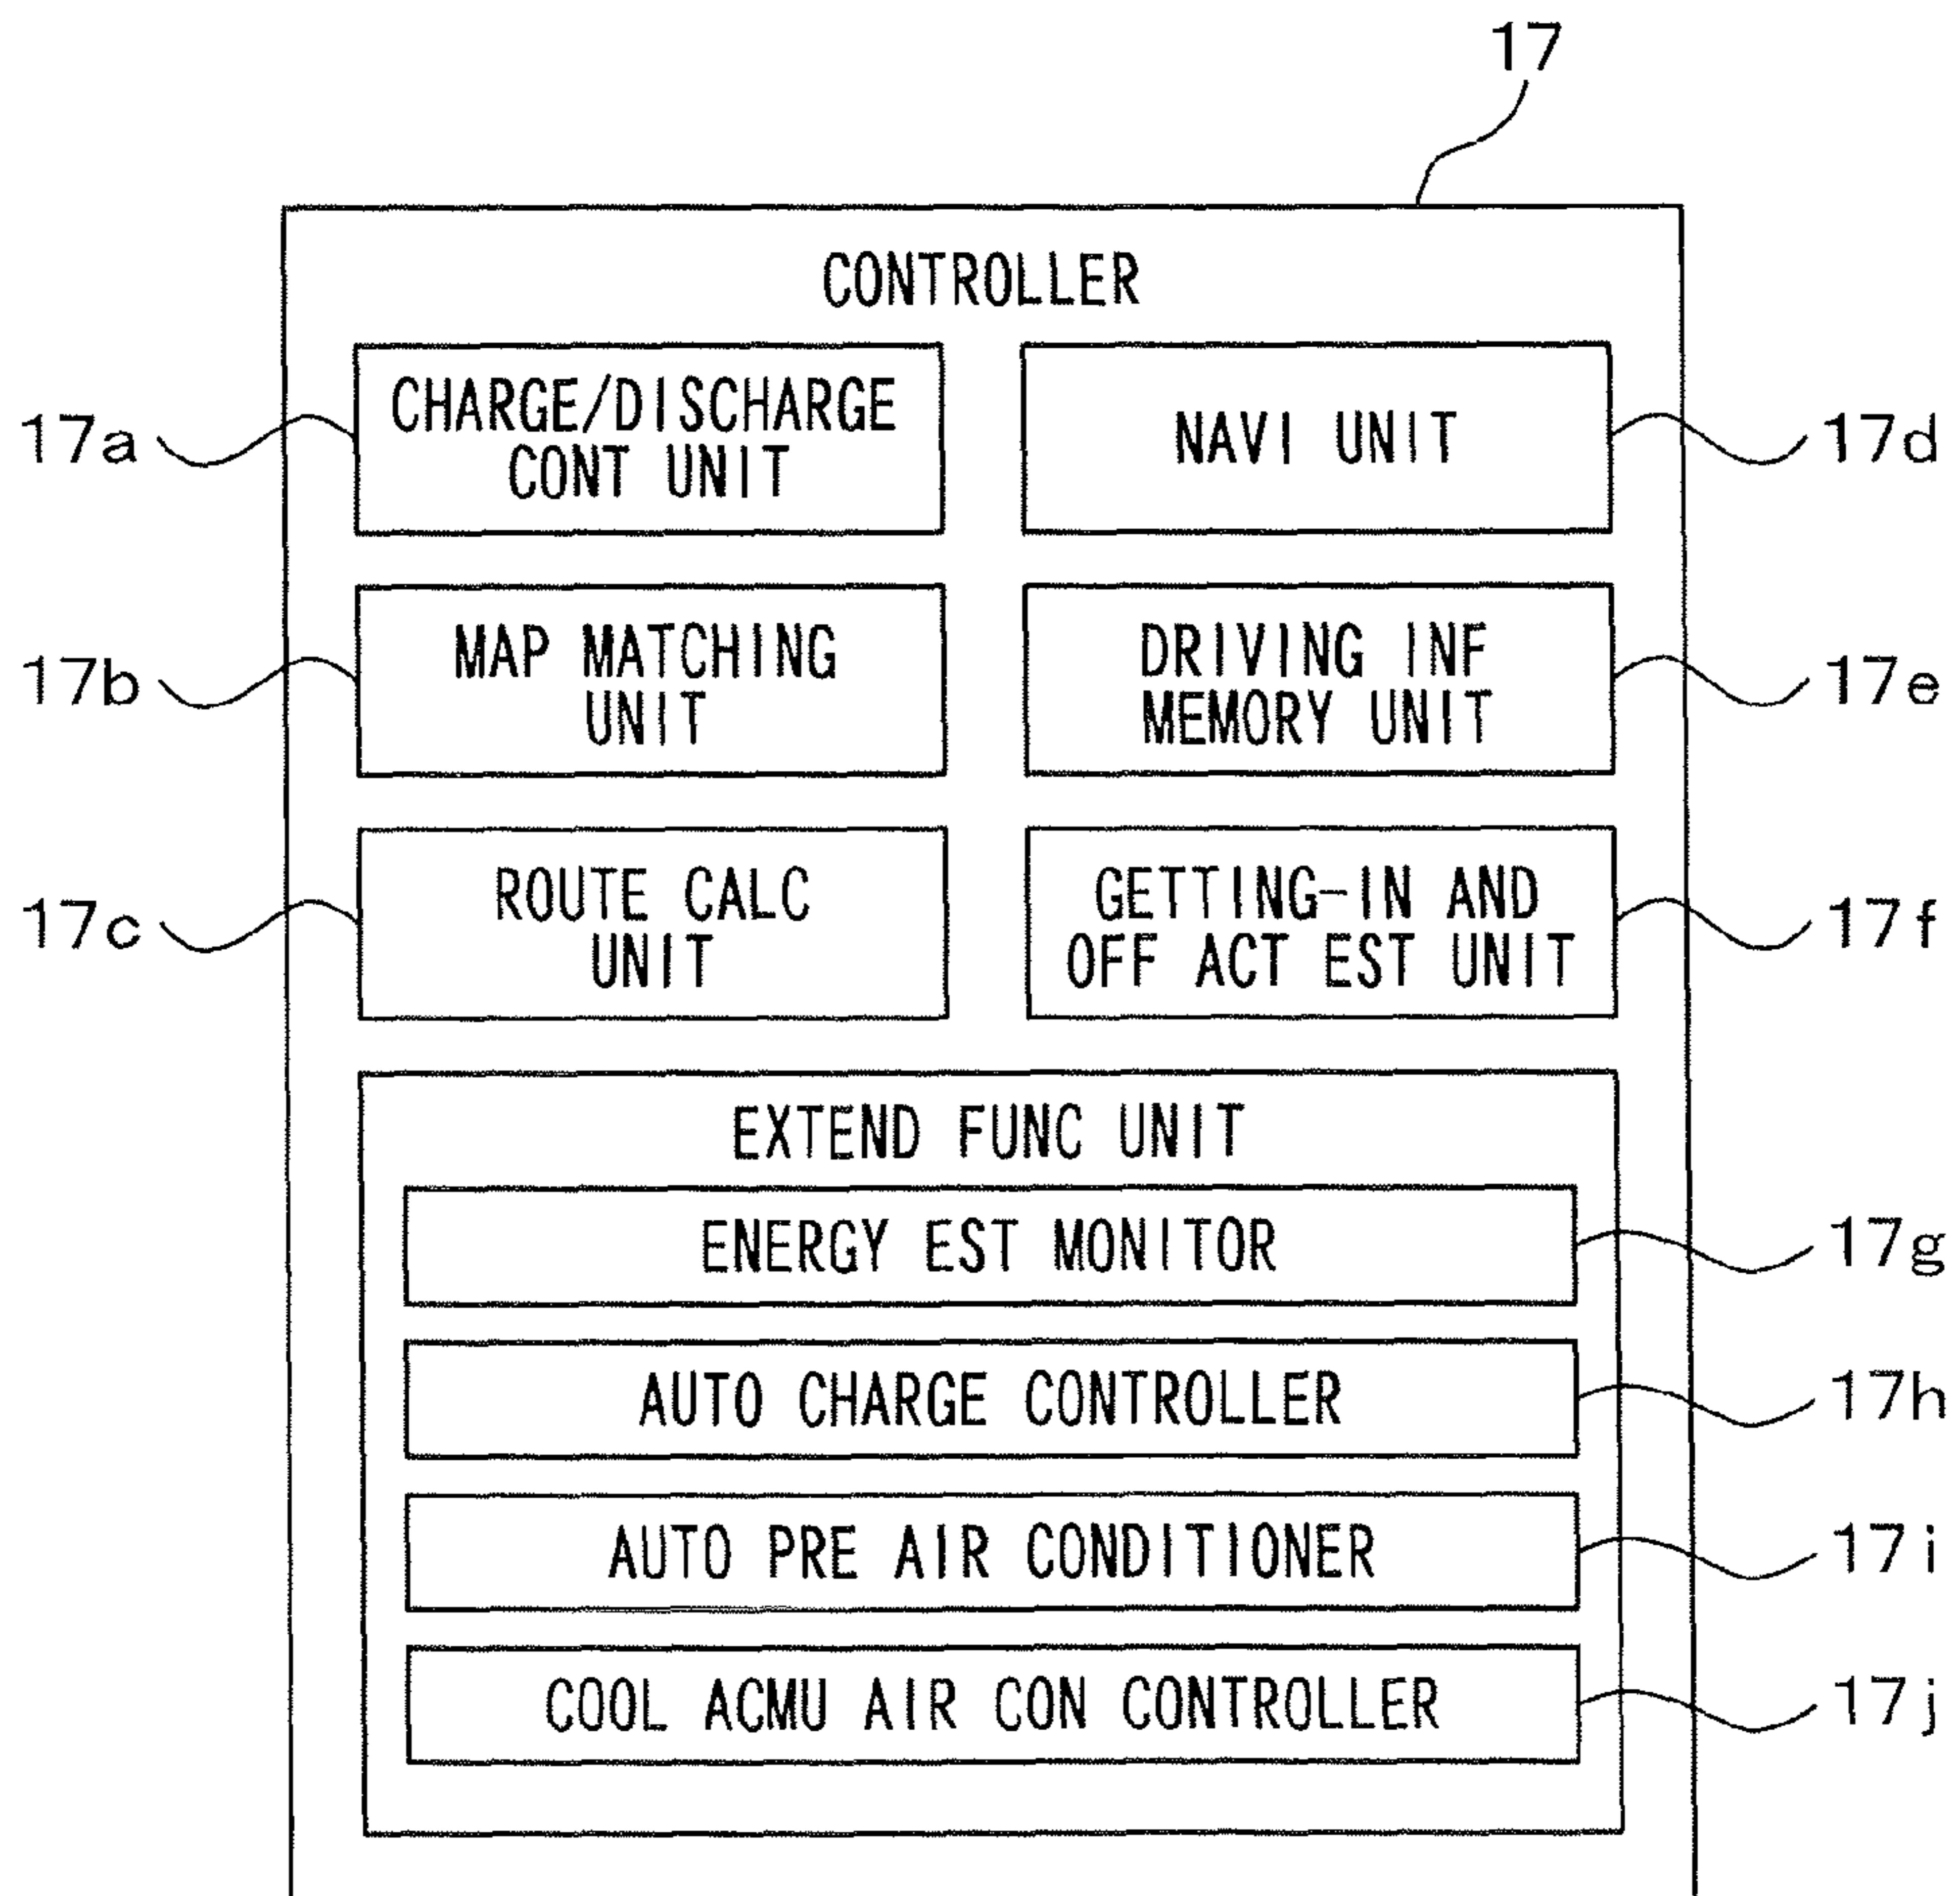 17
CONTROLLER
CHARGE/DISCHARGE
CONT UNIT
17a
NAVI UNIT
17d
MAP MATCHING
UNIT
17b
DRIVING INF
MEMORY UNIT
17e
ROUTE CALC
UNIT
17c
GETTING-IN AND
OFF ACT EST UNIT
17f
EXTEND FUNC UNIT
ENERGY EST MONITOR
17g
AUTO CHARGE CONTROLLER
17h
AUTO PRE AIR CONDITIONER
17i
COOL ACMU AIR CON CONTROLLER
17j